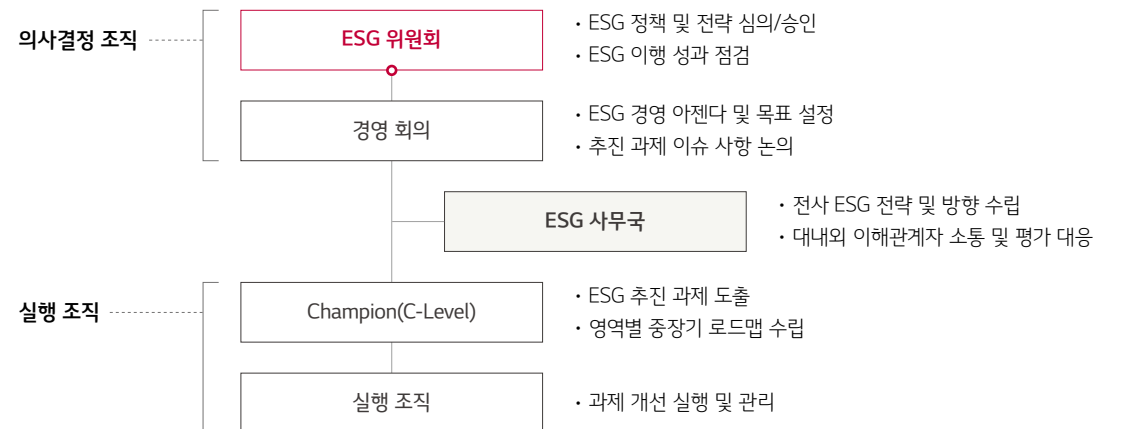 의사결정 조직
ESG 위원회
• ESG 정책 및 전략 심의/승인
• ESG 이행 성과 점검
경영 회의
• ESG 경영 아젠다 및 목표 설정
• 추진 과제 이슈 사항 논의
ESG 사무국
• 전사 ESG 전략 및 방향 수립
• 대내외 이해관계자 소통 및 평가 대응
실행 조직
Champion(C-Level)
• ESG 추진 과제 도출
• 영역별 중장기 로드맵 수립
실행 조직
• 과제 개선 실행 및 관리